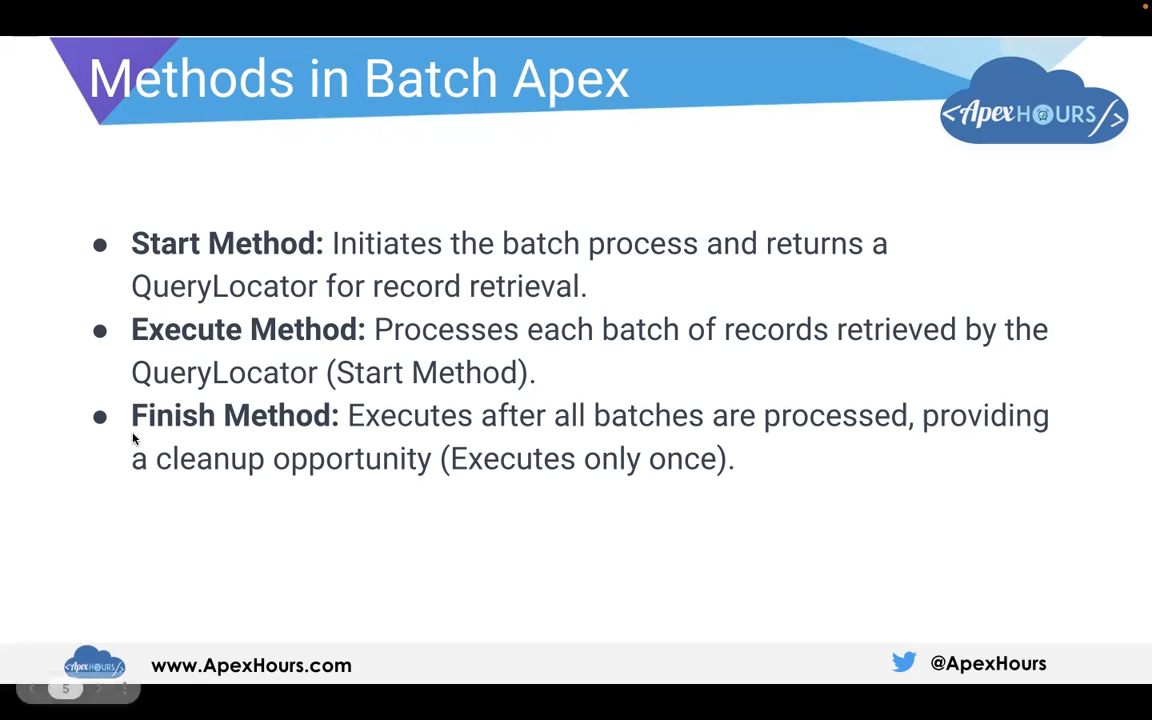 Methods in Batch Apex
<ApexHOURS/>
● Start Method: Initiates the batch process and returns a
QueryLocator for record retrieval.
● Execute Method: Processes each batch of records retrieved by the
QueryLocator (Start Method).
● Finish Method: Executes after all batches are processed, providing
a cleanup opportunity (Executes only once).
<ApexHOURS/>
www.ApexHours.com
@ApexHours
5